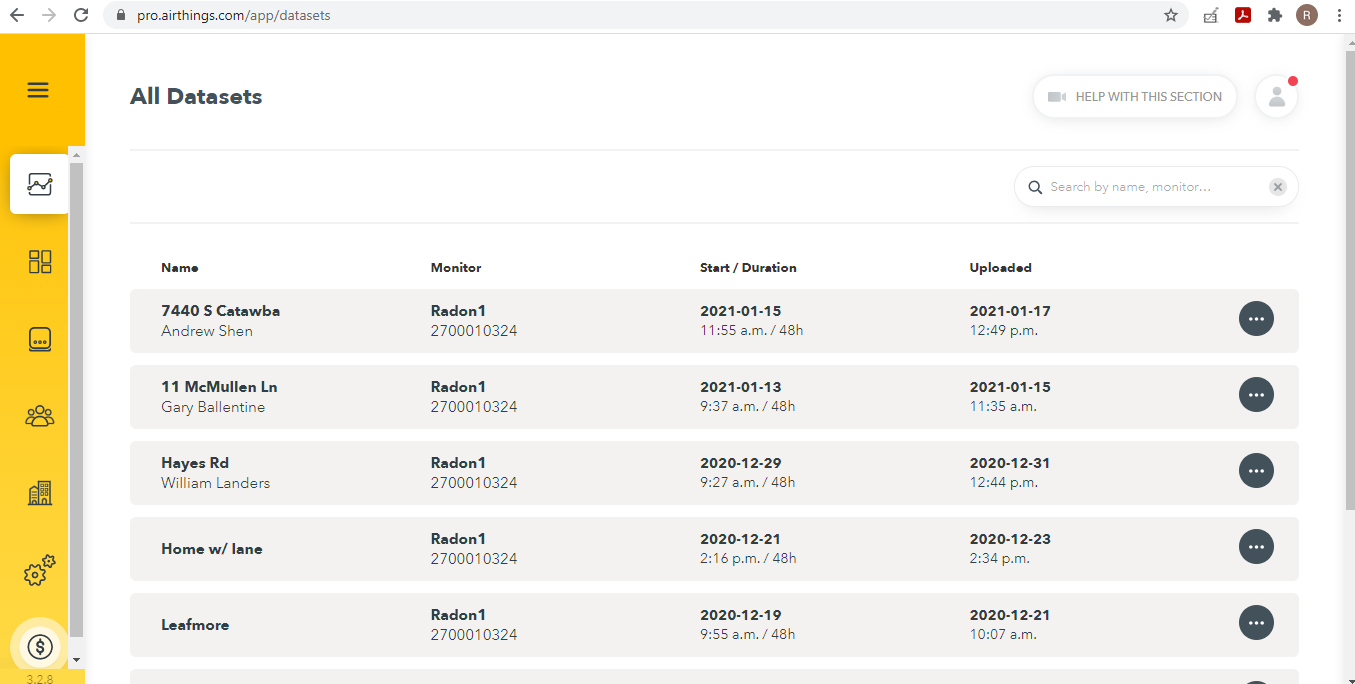 pro.airthings.com/app/datasets
R
All Datasets
HELP WITH THIS SECTION
Search by name, monitor...
Name Monitor Start / Duration Uploaded
7440 S Catawba Radon1 2021-01-15 2021-01-17
Andrew Shen 2700010324 11:55 a.m. / 48h 12:49 p.m.
11 McMullen Ln Radon1 2021-01-13 2021-01-15
Gary Ballentine 2700010324 9:37 a.m. / 48h 11:35 a.m.
Hayes Rd Radon1 2020-12-29 2020-12-31
William Landers 2700010324 9:27 a.m. / 48h 12:44 p.m.
Home w/ lane Radon1 2020-12-21 2020-12-23
2700010324 2:16 p.m. / 48h 2:34 p.m.
Leafmore Radon1 2020-12-19 2020-12-21
2700010324 9:55 a.m. / 48h 10:07 a.m.
$
3.2.8